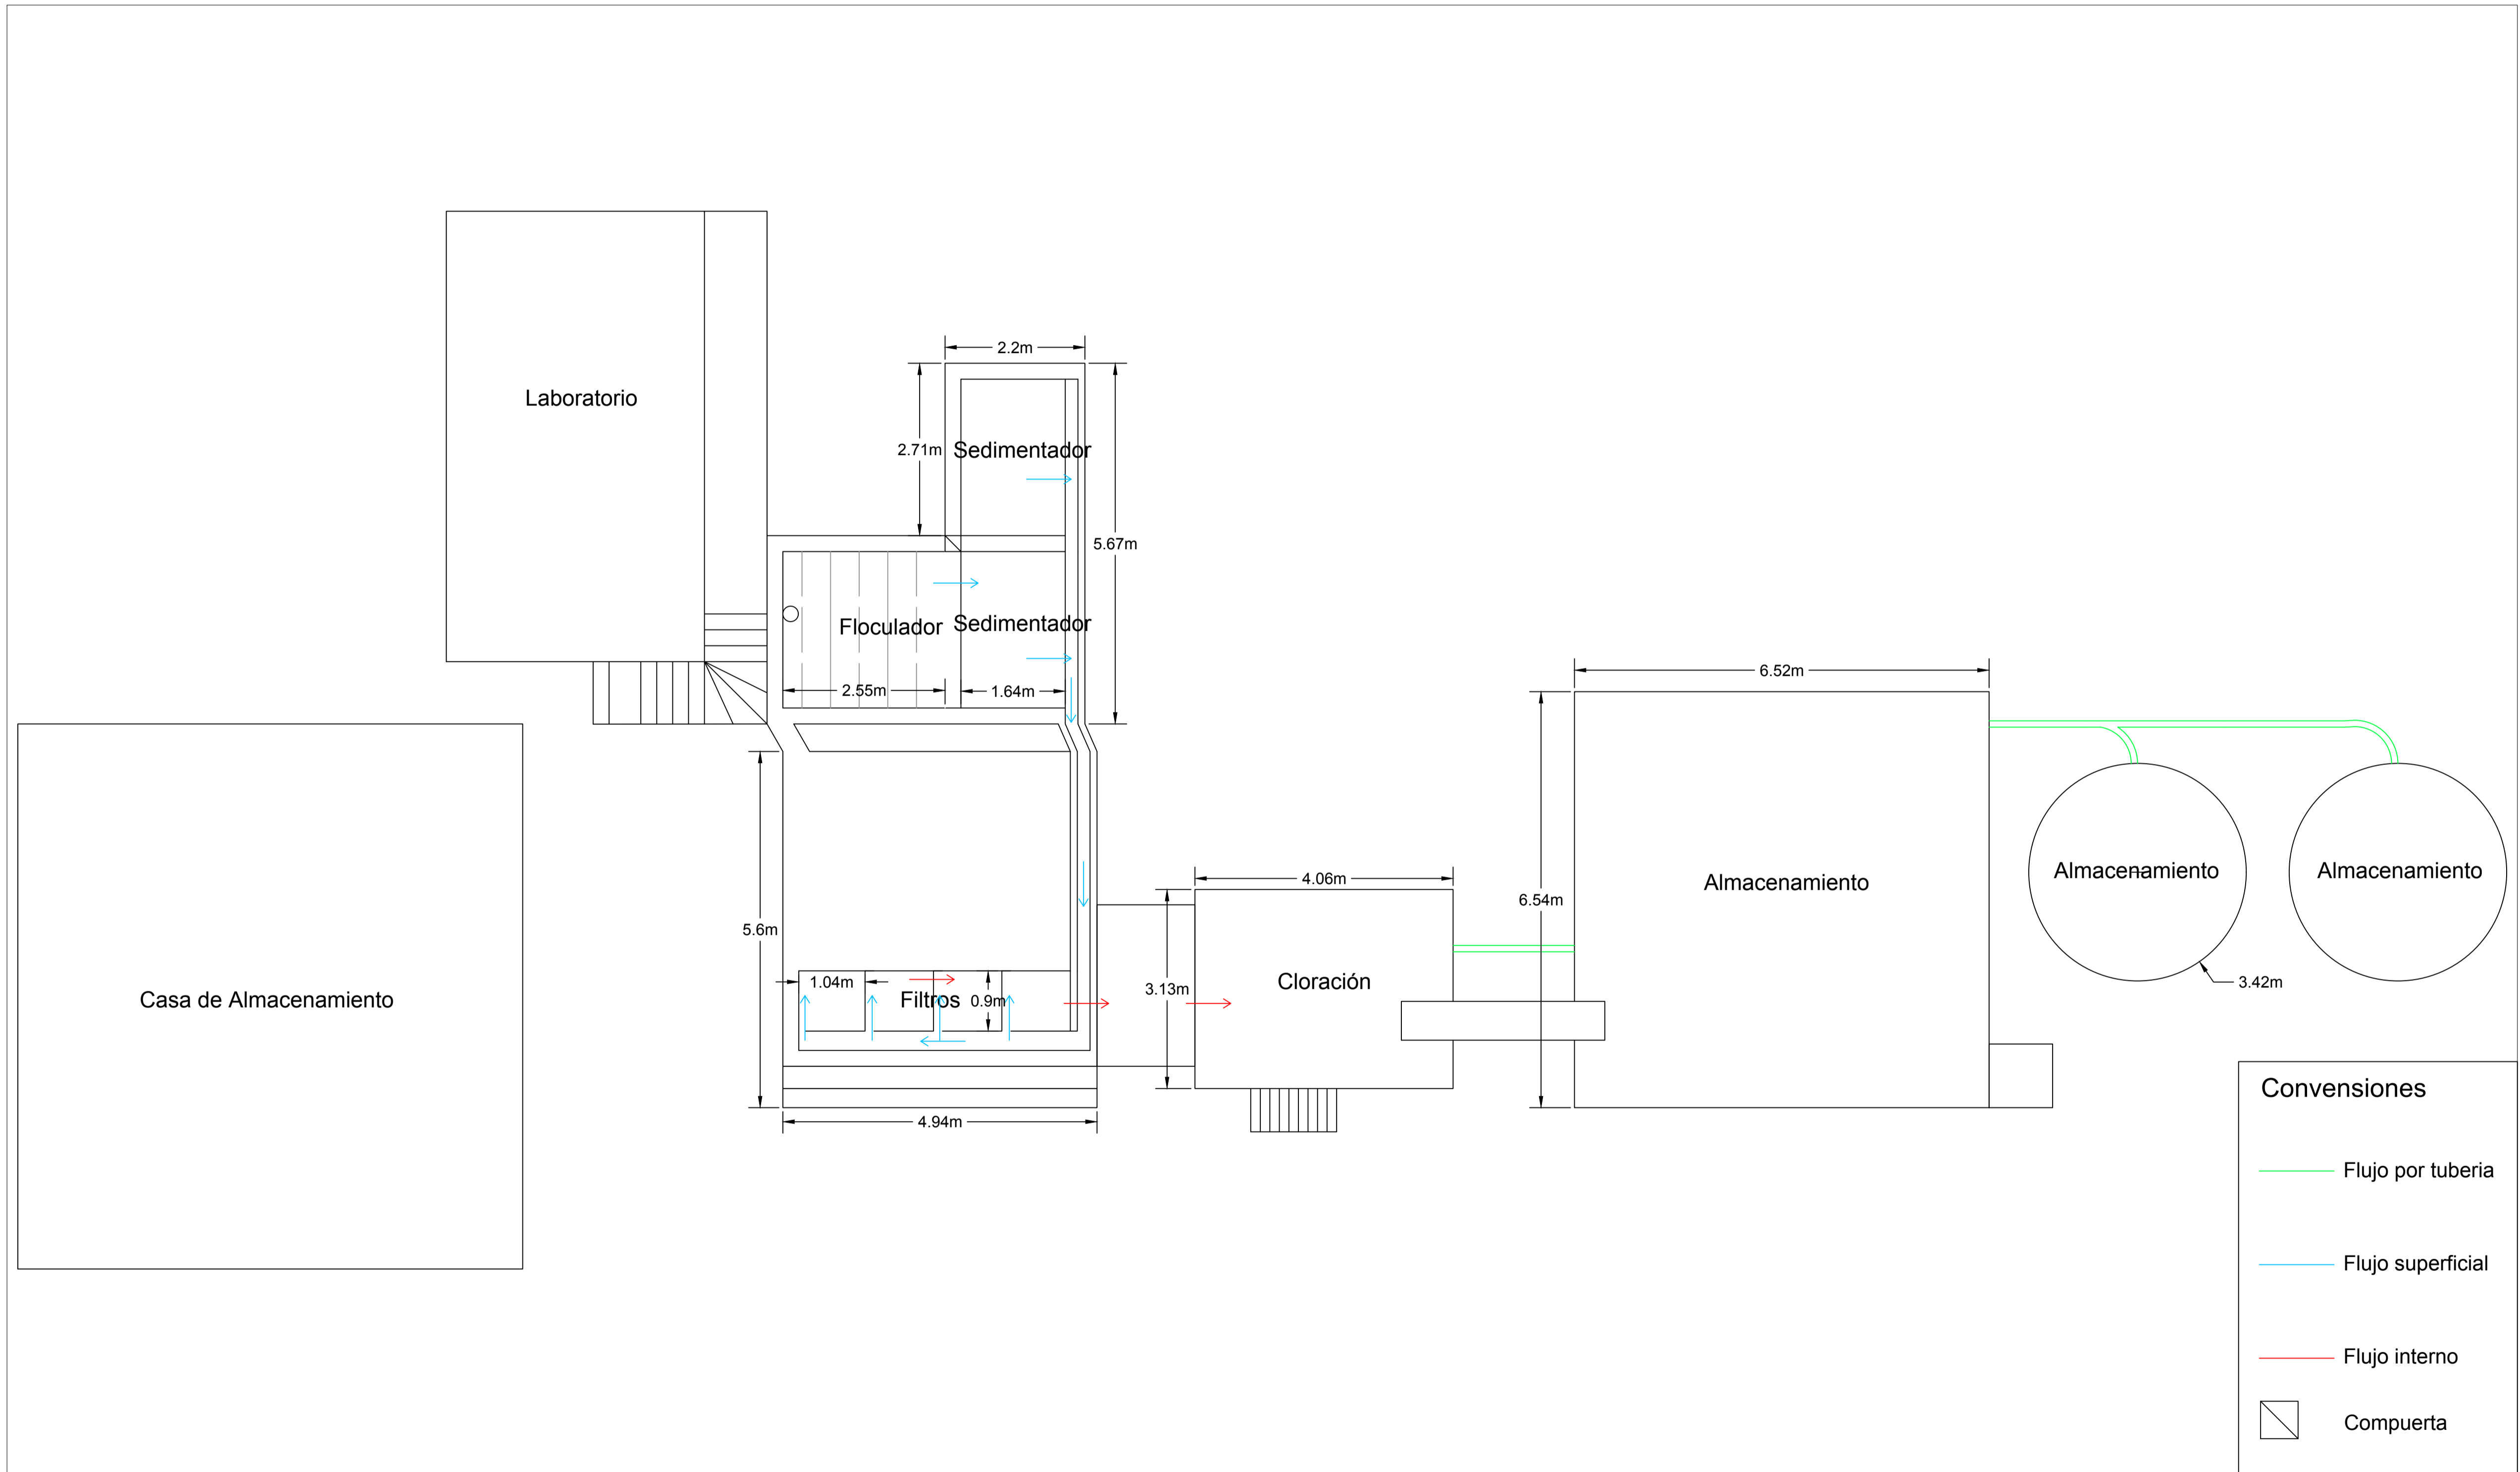 2.2m
Laboratorio
2.71m
Sedimentador
5.67m
Floculador
Sedimentador
2.55m
1.64m
6.52m
Almacenamiento
Almacenamiento
Almacenamiento
4.06m
6.54m
5.6m
1.04m
Filtros
0.9m
3.13m
Cloración
3.42m
Casa de Almacenamiento
4.94m
Convensiones
Flujo por tuberia
Flujo superficial
Flujo interno
Compuerta